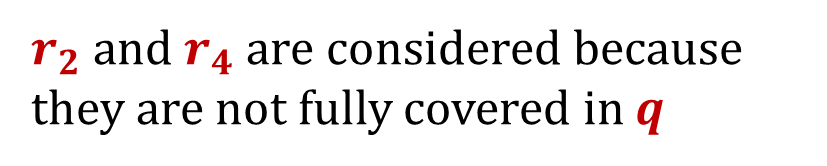 r₂ and r₄ are considered because
they are not fully covered in q